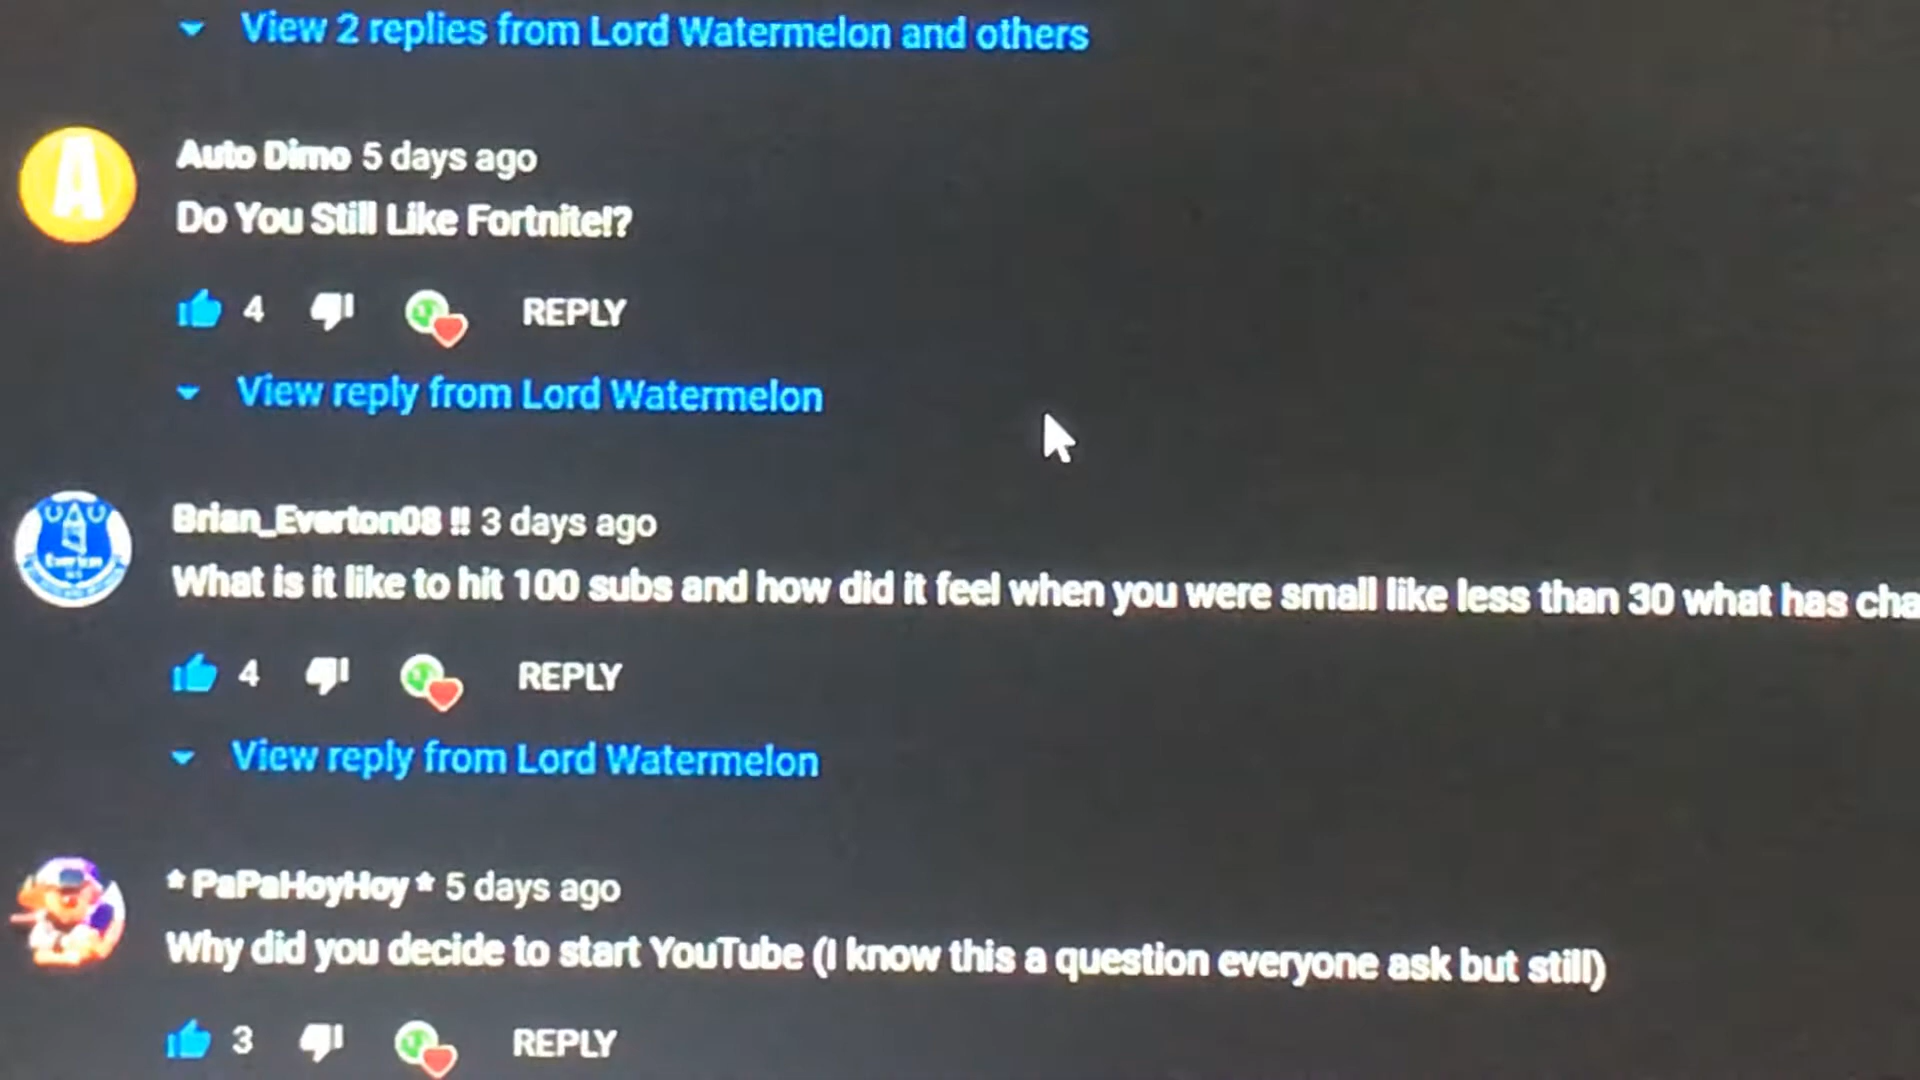 View 2 replies from Lord Watermelon and others
A
Auto Dimo 5 days ago
Do You Still Like Fortnite!?
4 REPLY
View reply from Lord Watermelon
Everton
Brian_Everton08 !! 3 days ago
What is it like to hit 100 subs and how did it feel when you were small like less than 30 what has cha
4 REPLY
View reply from Lord Watermelon
* PaPaHoyHoy * 5 days ago
Why did you decide to start YouTube (I know this a question everyone ask but still)
3 REPLY